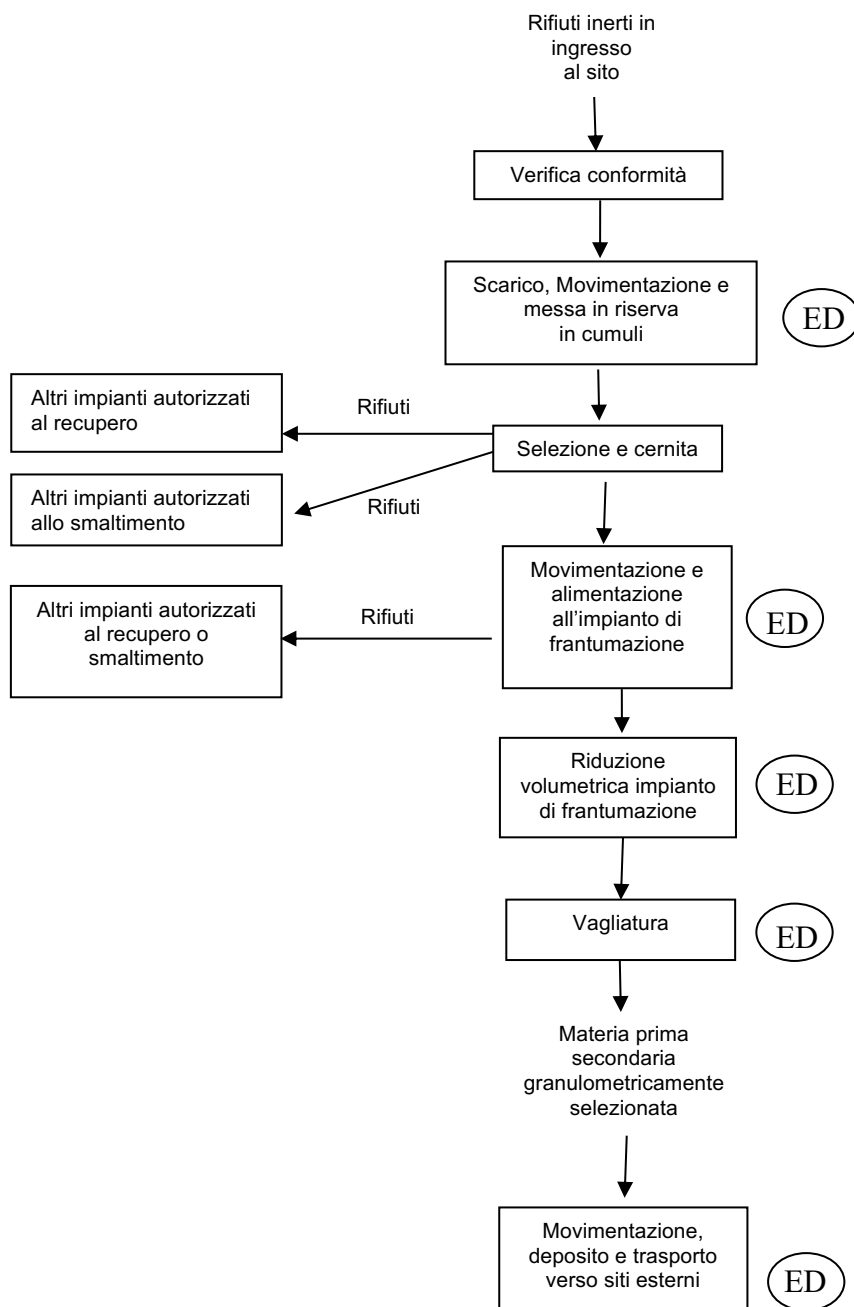 Rifiuti inerti in
ingresso
al sito
Verifica conformità
Scarico, Movimentazione e
messa in riserva
in cumuli
ED
Altri impianti autorizzati
al recupero
Rifiuti
Selezione e cernita
Altri impianti autorizzati
allo smaltimento
Rifiuti
Movimentazione e
alimentazione
all'impianto di
frantumazione
ED
Altri impianti autorizzati
al recupero o
smaltimento
Rifiuti
Riduzione
volumetrica impianto
di frantumazione
ED
Vagliatura
ED
Materia prima
secondaria
granulometricamente
selezionata
Movimentazione,
deposito e trasporto
verso siti esterni
ED